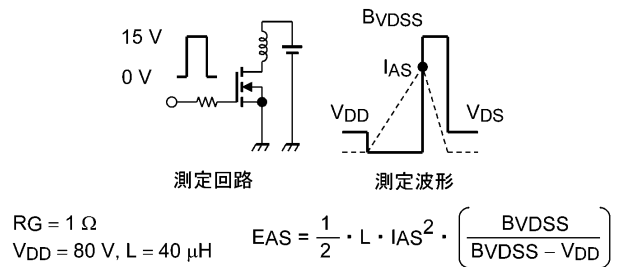 15 V
0 V
測定回路
BVDSS
IAS
VDD
VDS
測定波形
RG = 1 Ω
VDD = 80 V, L = 40 μH
EAS = 1/2 · L · IAS2 · (BVDSS / BVDSS − VDD)